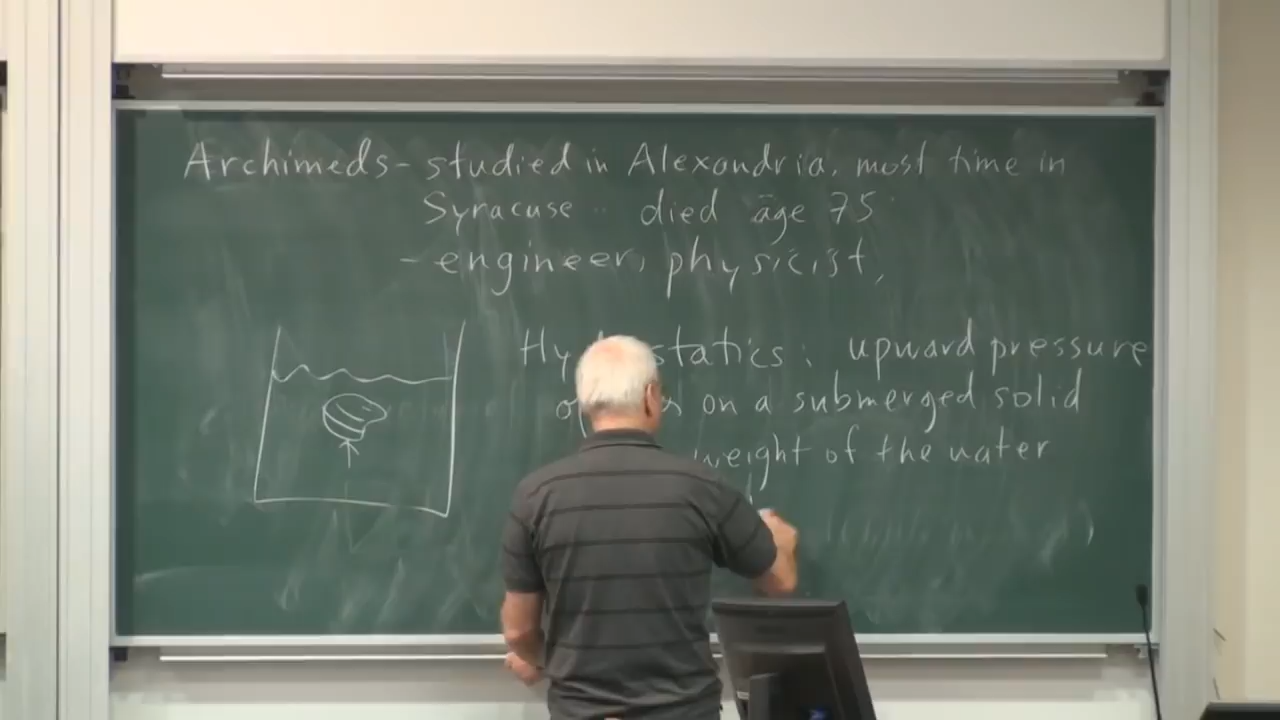 Archimeds - studied in Alexandria, most time in
Syracuse died age 75
- engineer, physicist,
statics: upward pressure
on a submerged solid
weight of the water